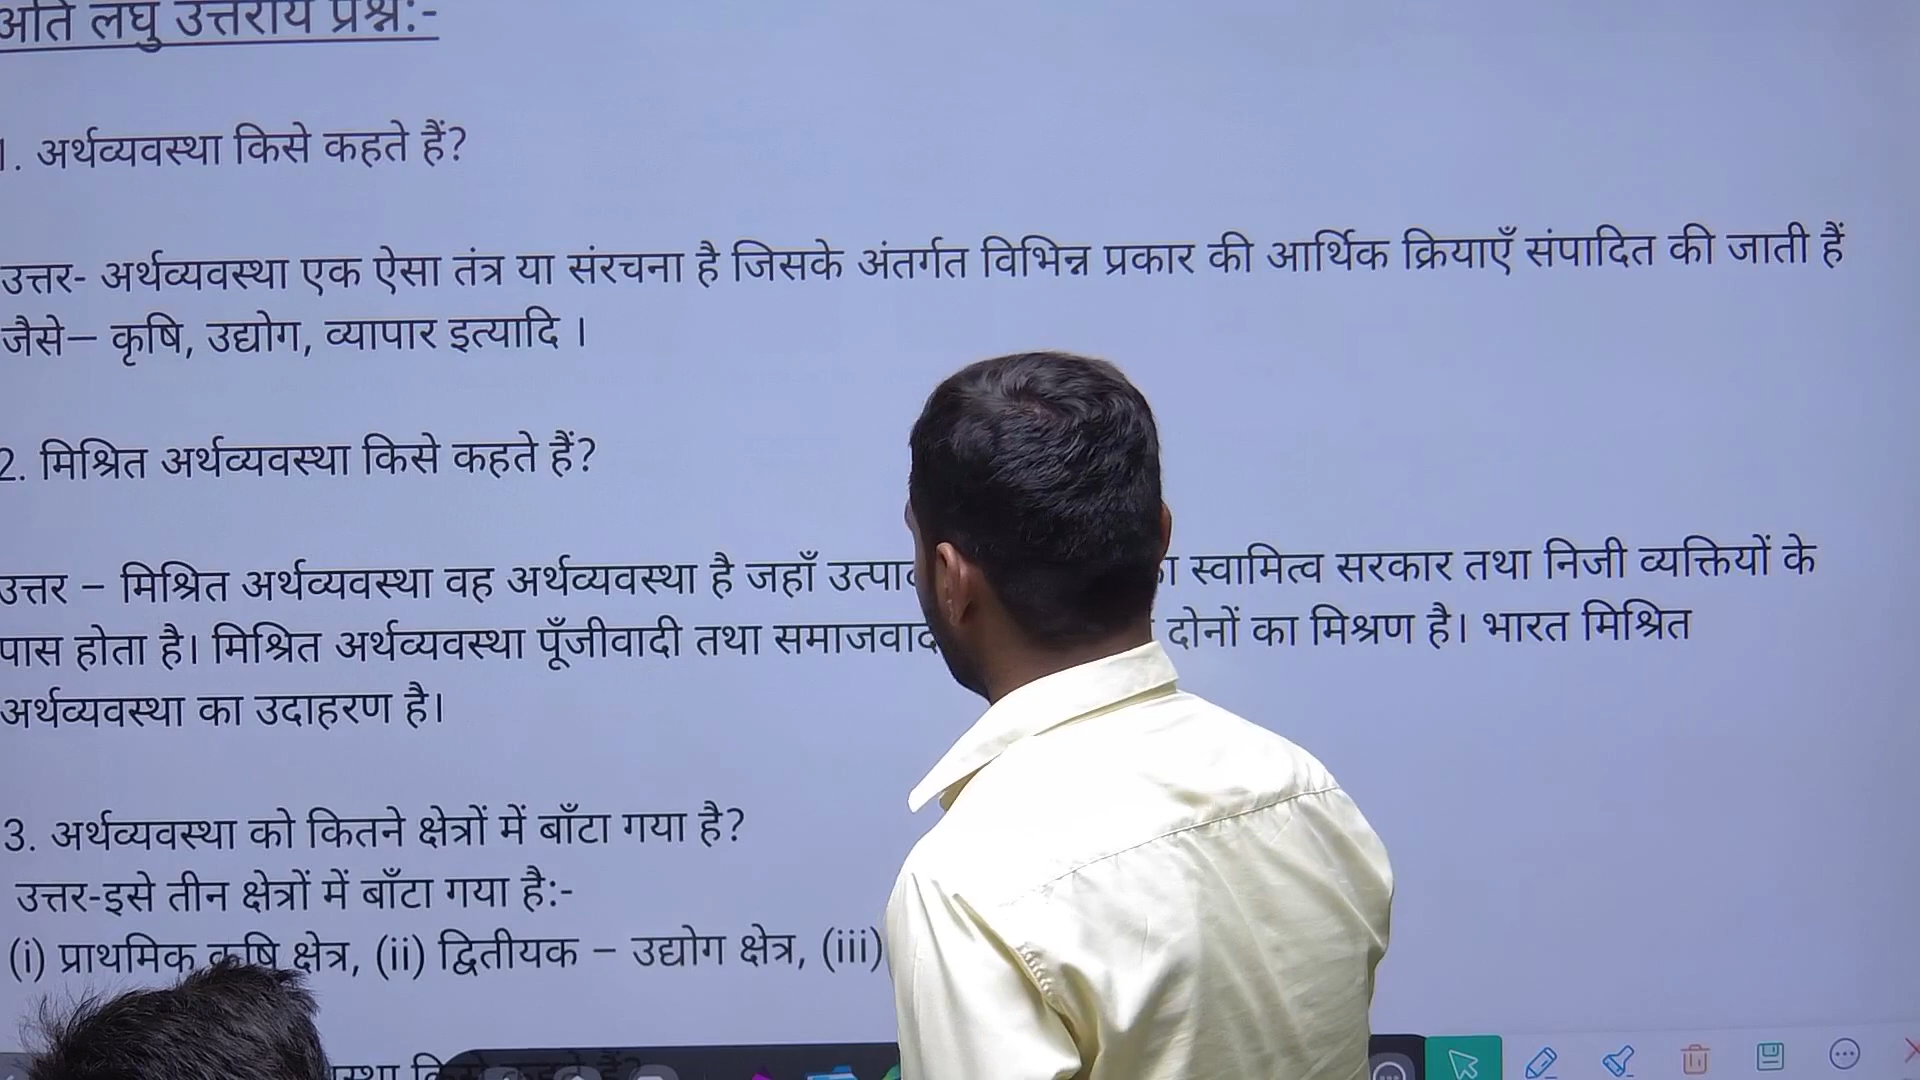 अति लघु उत्तरीय प्रश्न:-
1. अर्थव्यवस्था किसे कहते हैं?
उत्तर- अर्थव्यवस्था एक ऐसा तंत्र या संरचना है जिसके अंतर्गत विभिन्न प्रकार की आर्थिक क्रियाएँ संपादित की जाती हैं
जैसे– कृषि, उद्योग, व्यापार इत्यादि ।
2. मिश्रित अर्थव्यवस्था किसे कहते हैं?
उत्तर – मिश्रित अर्थव्यवस्था वह अर्थव्यवस्था है जहाँ स्वामित्व सरकार तथा निजी व्यक्तियों के
पास होता है। मिश्रित अर्थव्यवस्था पूँजीवादी तथा दोनों का मिश्रण है। भारत मिश्रित
अर्थव्यवस्था का उदाहरण है।
3. अर्थव्यवस्था को कितने क्षेत्रों में बाँटा गया है?
उत्तर-इसे तीन क्षेत्रों में बाँटा गया है:-
(i) प्राथमिक कृषि क्षेत्र, (ii) द्वितीयक – उद्योग क्षेत्र, (iii)